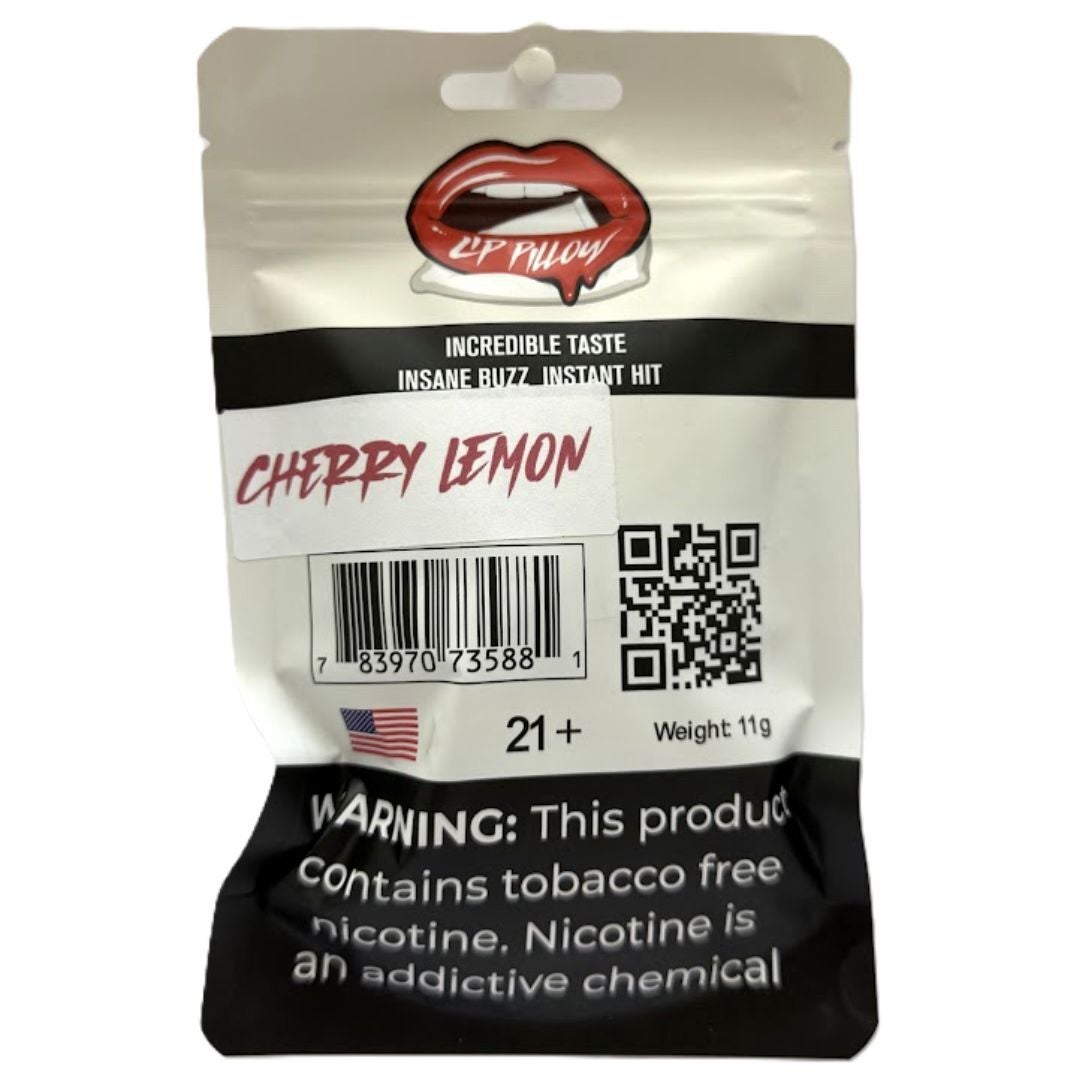 LIP PILLOW
INCREDIBLE TASTE
INSANE BUZZ INSTANT HIT
CHERRY LEMON
7 83970 73588 1
21+ Weight: 11g
WARNING: This product
contains tobacco free
nicotine. Nicotine is
an addictive chemical